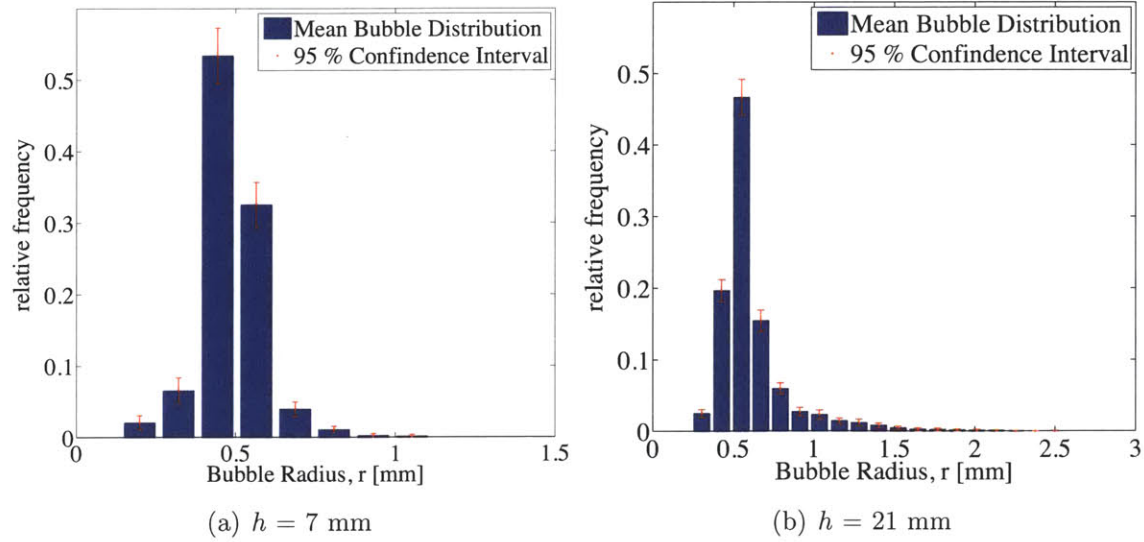 Mean Bubble Distribution
95 % Confindence Interval
0.5
0.4
0.3
0.2
0.1
0
relative frequency
0
0.5
1
1.5
Bubble Radius, r [mm]
(a) h = 7 mm
Mean Bubble Distribution
95 % Confindence Interval
0.5
0.4
0.3
0.2
0.1
0
relative frequency
0
0.5
1
1.5
2
2.5
3
Bubble Radius, r [mm]
(b) h = 21 mm